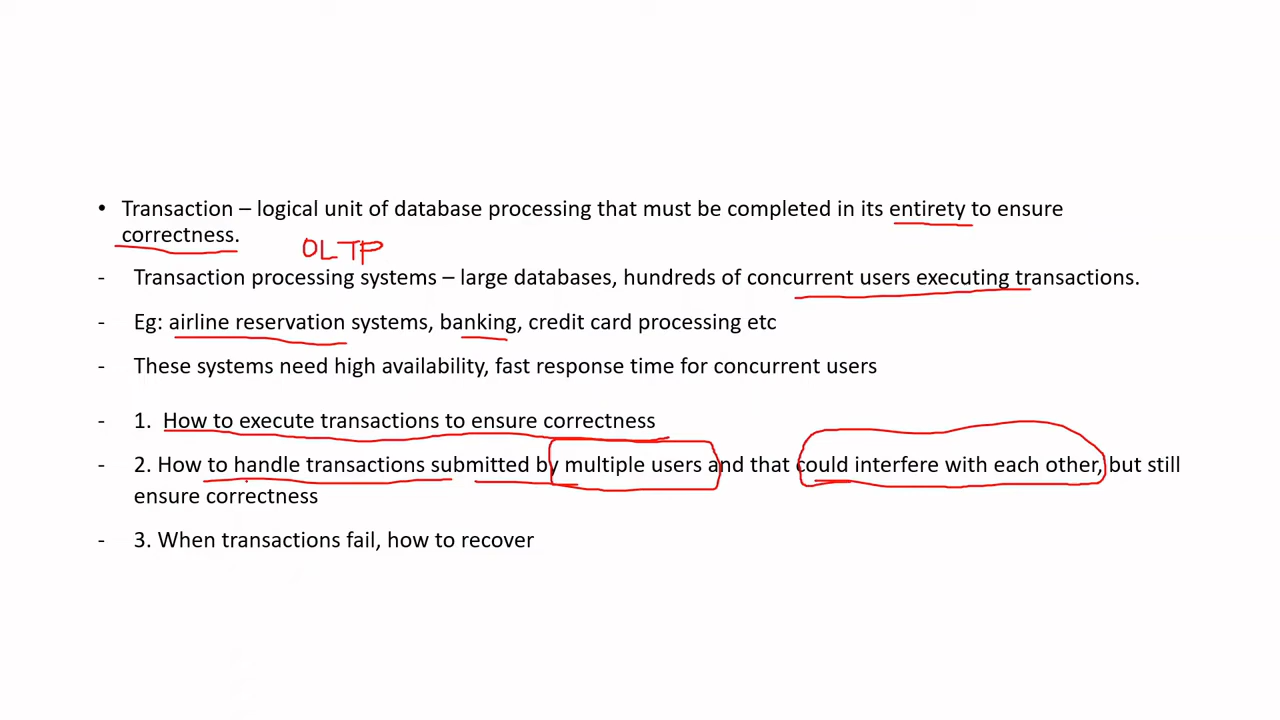 • Transaction – logical unit of database processing that must be completed in its entirety to ensure
correctness.
OLTP
- Transaction processing systems – large databases, hundreds of concurrent users executing transactions.
- Eg: airline reservation systems, banking, credit card processing etc
- These systems need high availability, fast response time for concurrent users
- 1. How to execute transactions to ensure correctness
- 2. How to handle transactions submitted by multiple users and that could interfere with each other, but still
ensure correctness
- 3. When transactions fail, how to recover